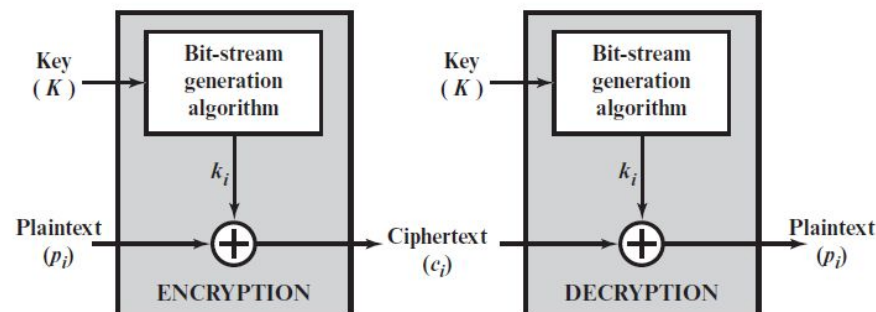 Key
( K )
Bit-stream
generation
algorithm
k_i
Plaintext
(p_i)
ENCRYPTION
Ciphertext
(c_i)
Key
( K )
Bit-stream
generation
algorithm
k_i
Plaintext
(p_i)
DECRYPTION